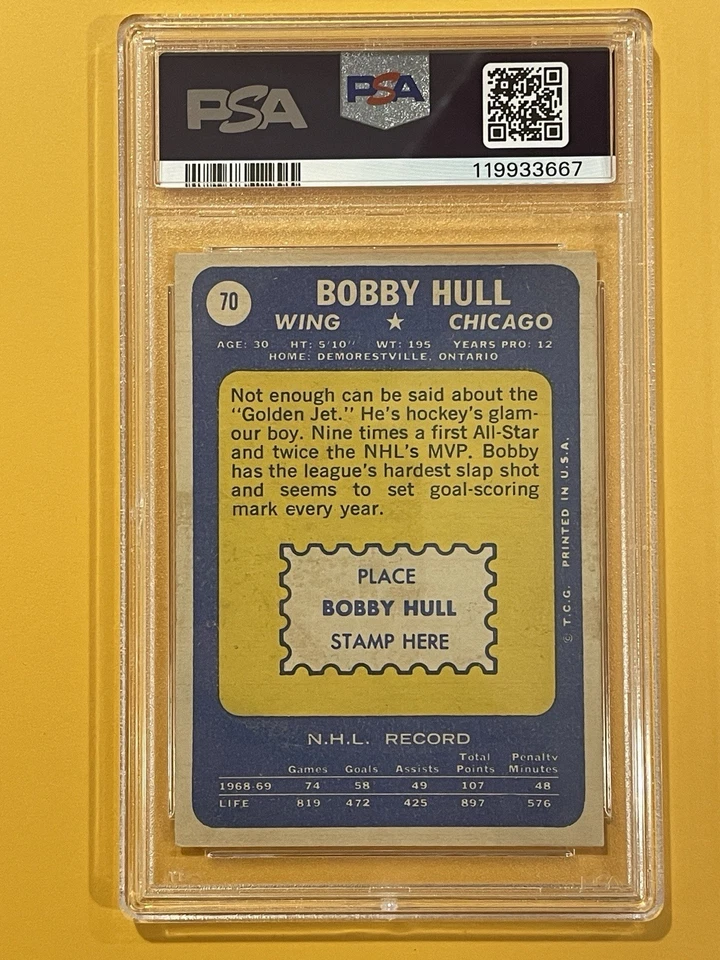 PSA
PSA
119933667
70
BOBBY HULL
WING ★ CHICAGO
AGE: 30 HT: 5'10" WT: 195 YEARS PRO: 12
HOME: DEMORESTVILLE, ONTARIO
Not enough can be said about the
"Golden Jet." He's hockey's glam-
our boy. Nine times a first All-Star
and twice the NHL's MVP. Bobby
has the league's hardest slap shot
and seems to set goal-scoring
mark every year.
PLACE
BOBBY HULL
STAMP HERE
© T.C.G. PRINTED IN U.S.A.
N.H.L. RECORD
Games Goals Assists Total Points Penalty Minutes
1968-69 74 58 49 107 48
LIFE 819 472 425 897 576